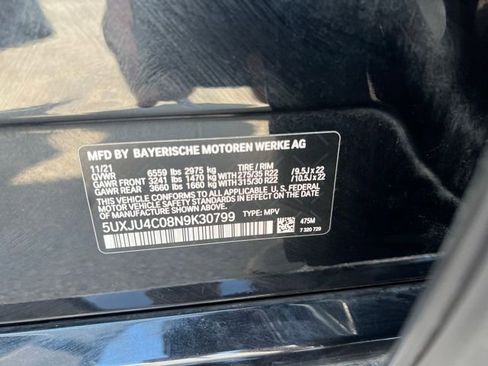 MFD BY BAYERISCHE MOTOREN WERKE AG
11/21 TIRE / RIM
GVWR 6559 lbs 2975 kg
GAWR FRONT 3241 lbs 1470 kg WITH 275/35 R22 / 9.5J x 22
GAWR REAR 3660 lbs 1660 kg WITH 315/30 R22 / 10.5J x 22
THIS VEHICLE CONFORMS TO ALL APPLICABLE U. S. FEDERAL
MOTOR VEHICLE SAFETY STANDARDS IN EFFECT ON
THE DATE OF MANUFACTURE SHOWN ABOVE.
5UXJU4C08N9K30799 TYPE: MPV
475M
7 320 729